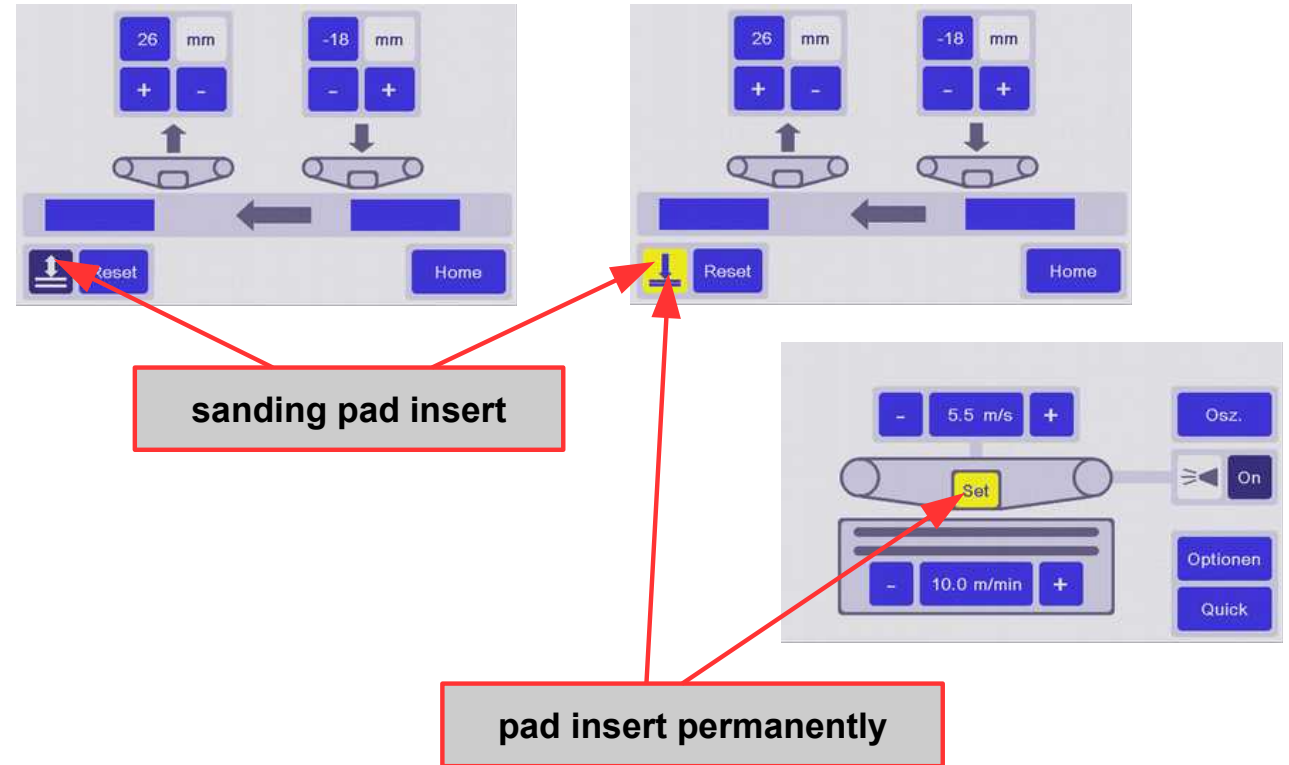 26 mm -18 mm
+ - - +
Reset Home
26 mm -18 mm
+ - - +
Reset Home
sanding pad insert
- 5.5 m/s + Osz.
Set On
Optionen
- 10.0 m/min +
Quick
pad insert permanently